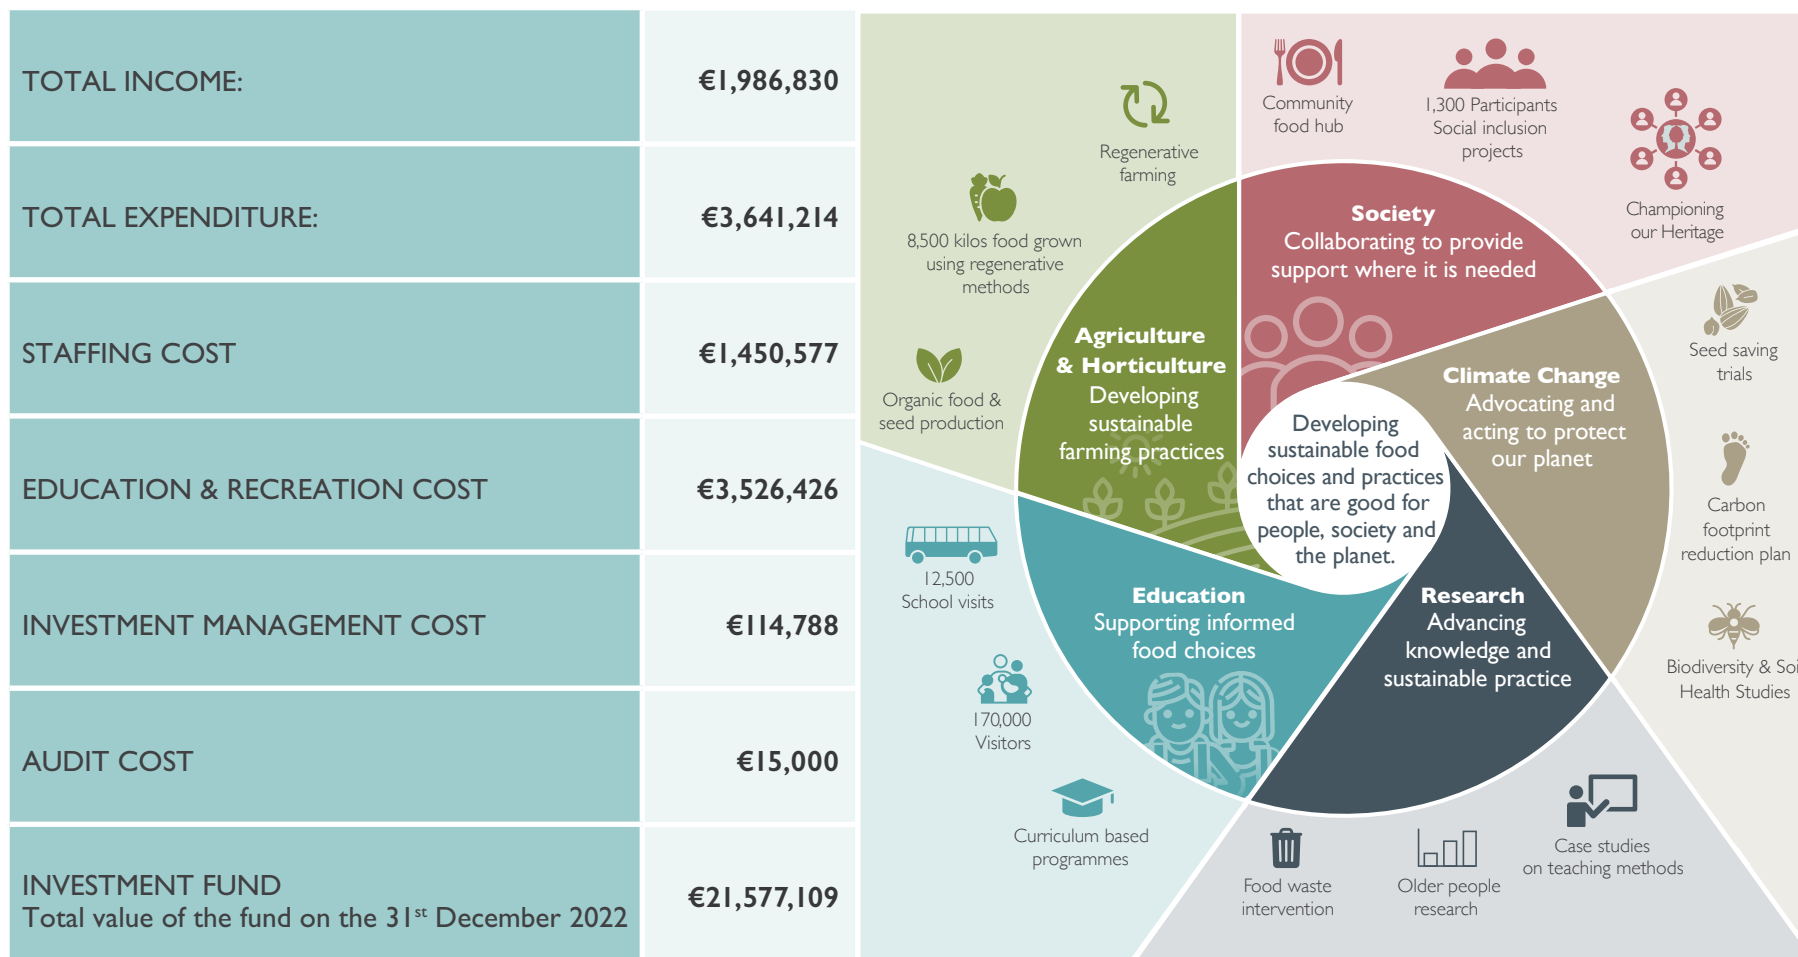 TOTAL INCOME:
€1,986,830
TOTAL EXPENDITURE:
€3,641,214
STAFFING COST
€1,450,577
EDUCATION & RECREATION COST
€3,526,426
INVESTMENT MANAGEMENT COST
€114,788
AUDIT COST
€15,000
INVESTMENT FUND
Total value of the fund on the 31st December 2022
€21,577,109
Regenerative
farming
8,500 kilos food grown
using regenerative
methods
Organic food &
seed production
Agriculture
& Horticulture
Developing
sustainable
farming practices
Community
food hub
1,300 Participants
Social inclusion
projects
Championing
our Heritage
Society
Collaborating to provide
support where it is needed
Climate Change
Advocating and
acting to protect
our planet
Seed saving
trials
Carbon
footprint
reduction plan
Biodiversity & Soi
Health Studies
Developing
sustainable food
choices and practices
that are good for
people, society and
the planet.
Education
Supporting informed
food choices
12,500
School visits
170,000
Visitors
Curriculum based
programmes
Research
Advancing
knowledge and
sustainable practice
Food waste
intervention
Older people
research
Case studies
on teaching methods